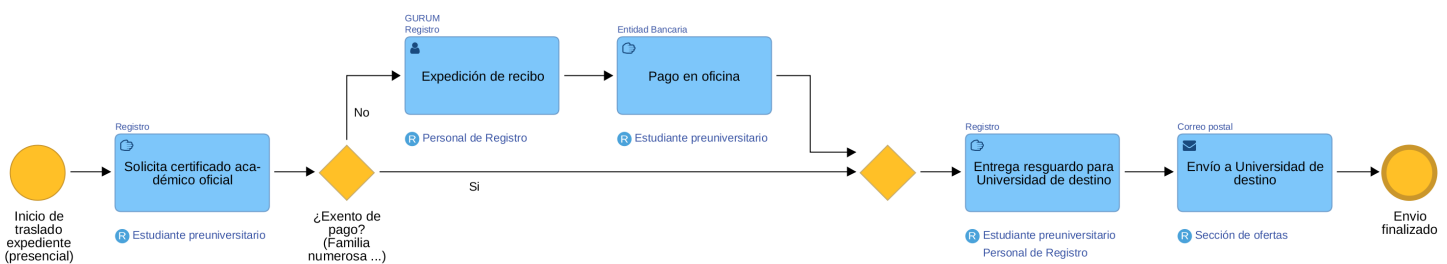 Inicio de
traslado
expediente
(presencial)
Registro
Solicita certificado aca-
démico oficial
R Estudiante preuniversitario
¿Exento de
pago?
(Familia
numerosa ...)
No
Si
GURUM
Registro
Expedición de recibo
R Personal de Registro
Entidad Bancaria
Pago en oficina
R Estudiante preuniversitario
Registro
Entrega resguardo para
Universidad de destino
R Estudiante preuniversitario
Personal de Registro
Correo postal
Envío a Universidad de
destino
R Sección de ofertas
Envio
finalizado